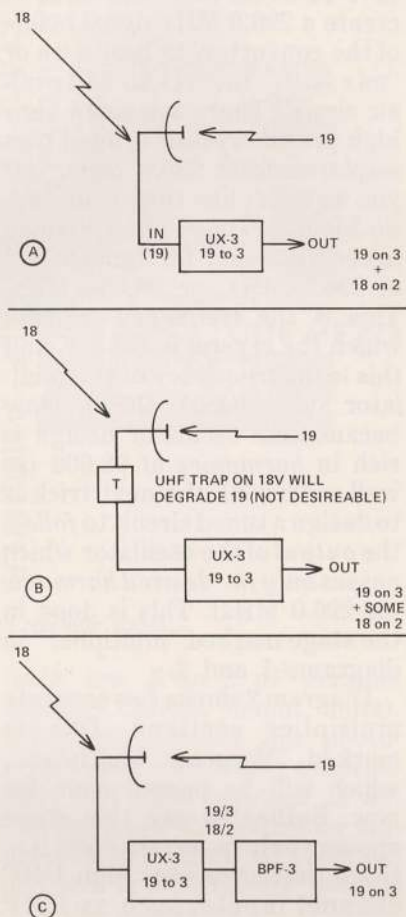 18
19
IN
(19)
UX-3
19 to 3
OUT
19 on 3
+
18 on 2
A
18
19
T
UHF TRAP ON 18V WILL
DEGRADE 19 (NOT DESIREABLE)
UX-3
19 to 3
OUT
19 on 3
+ SOME
18 on 2
B
18
19
19/3
18/2
UX-3
19 to 3
BPF-3
OUT
19 on 3
C